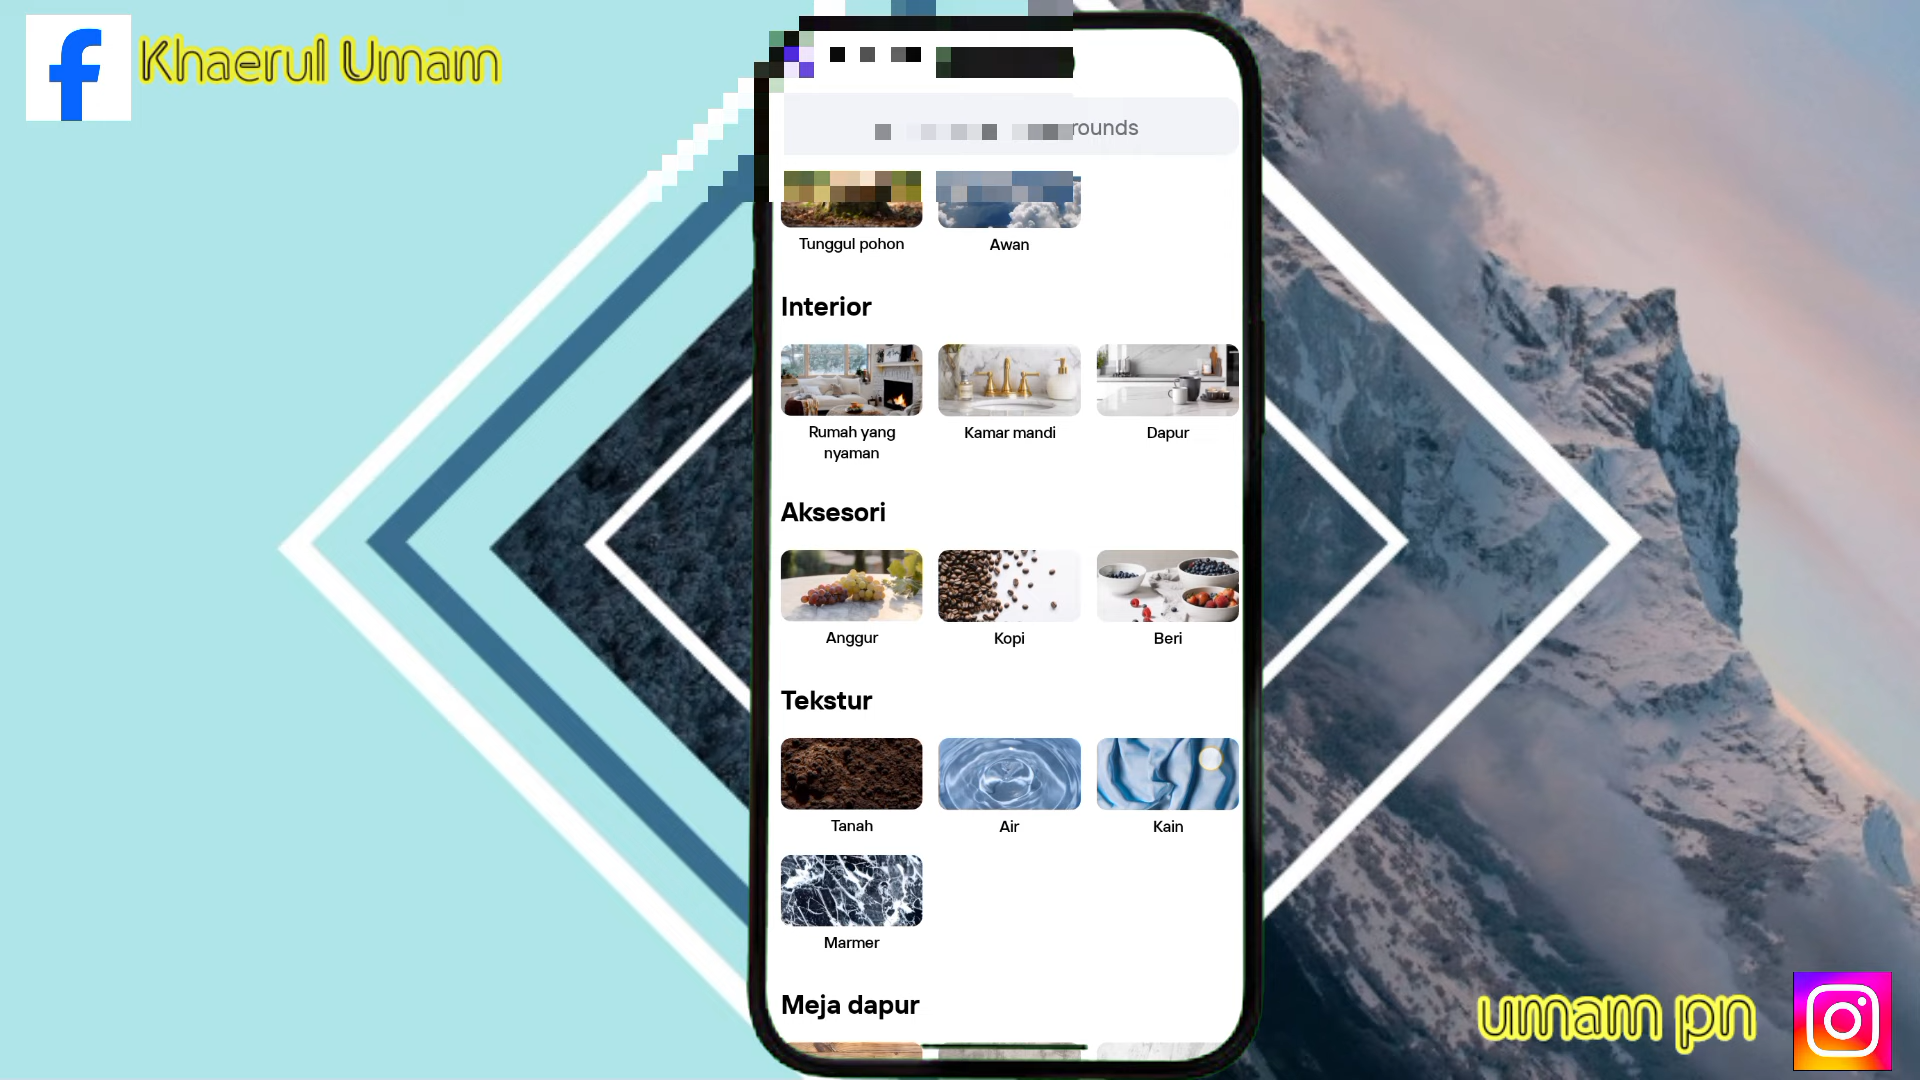 Khaerul Umam
rounds
Tunggul pohon
Awan
Interior
Rumah yang
nyaman
Kamar mandi
Dapur
Aksesori
Anggur
Kopi
Beri
Tekstur
Tanah
Air
Kain
Marmer
Meja dapur
umam pn